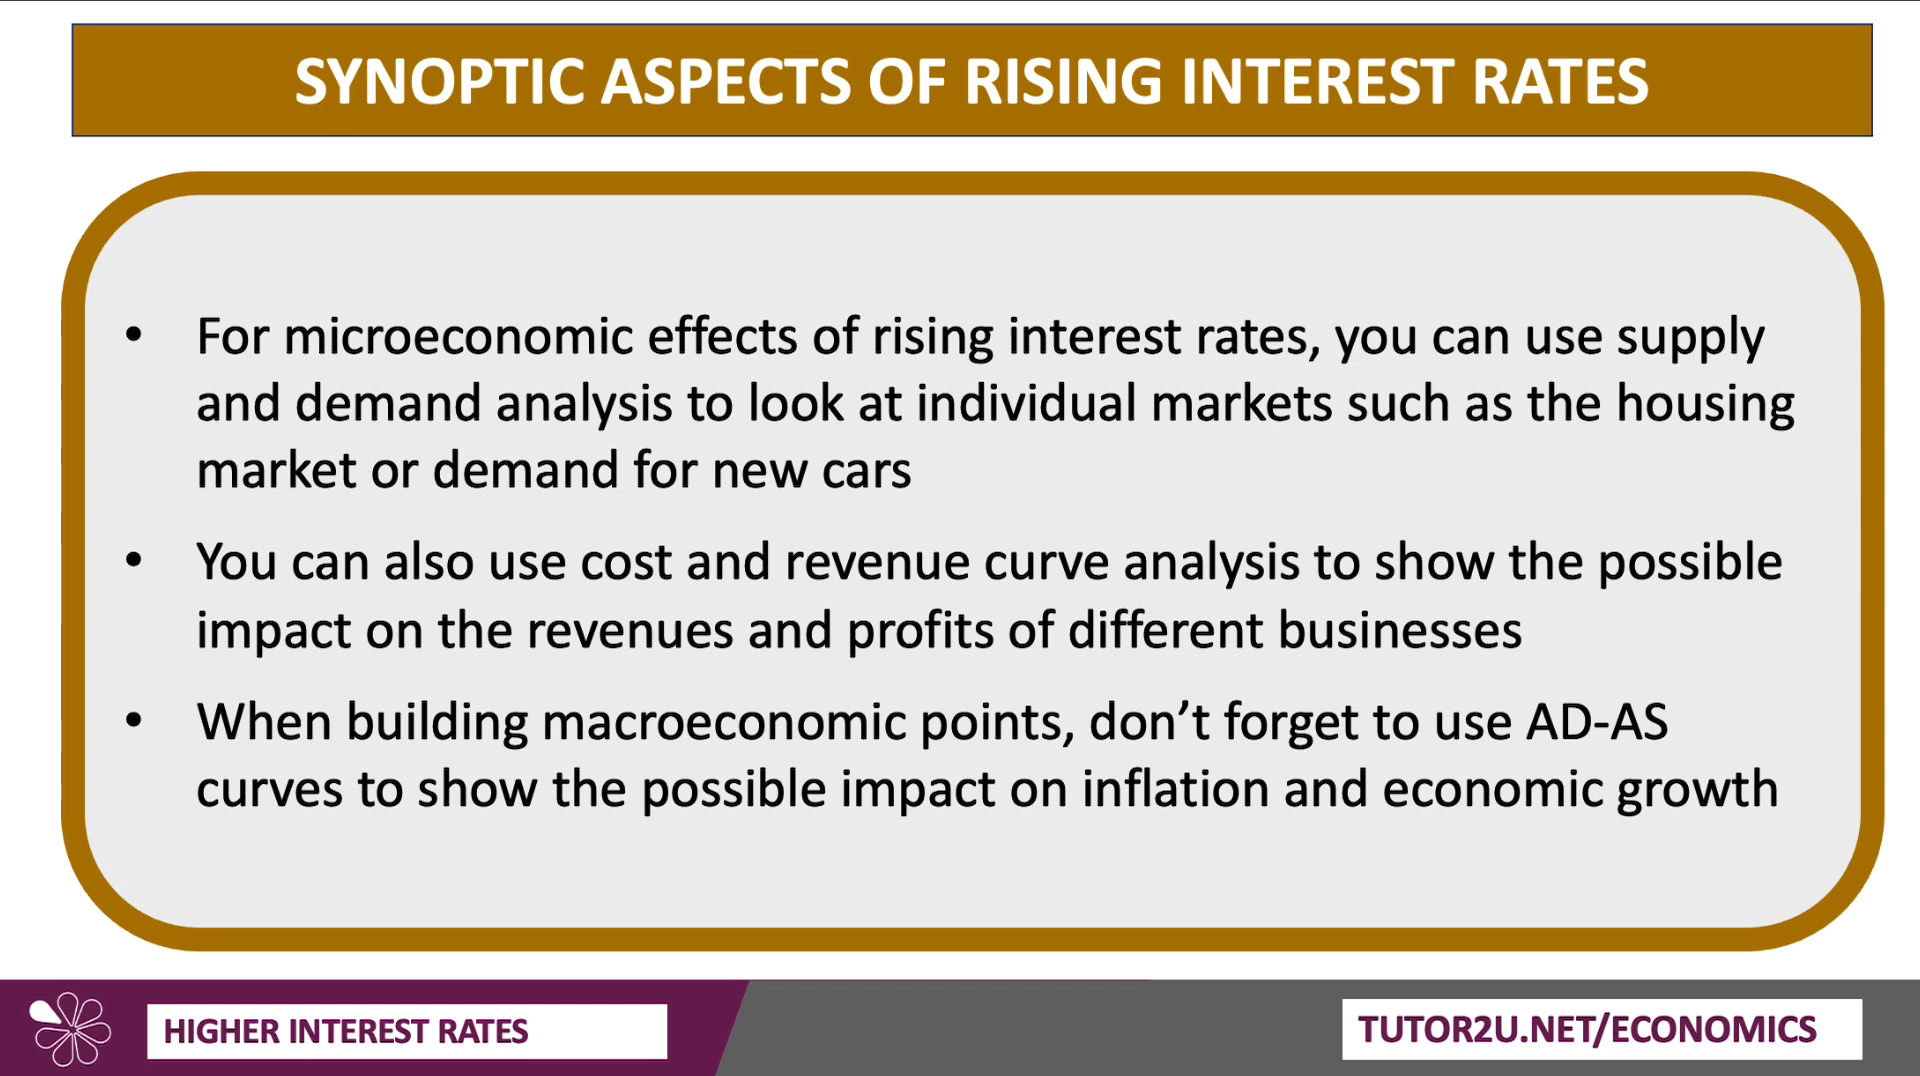 SYNOPTIC ASPECTS OF RISING INTEREST RATES
• For microeconomic effects of rising interest rates, you can use supply
and demand analysis to look at individual markets such as the housing
market or demand for new cars
• You can also use cost and revenue curve analysis to show the possible
impact on the revenues and profits of different businesses
• When building macroeconomic points, don’t forget to use AD-AS
curves to show the possible impact on inflation and economic growth
HIGHER INTEREST RATES
TUTOR2U.NET/ECONOMICS